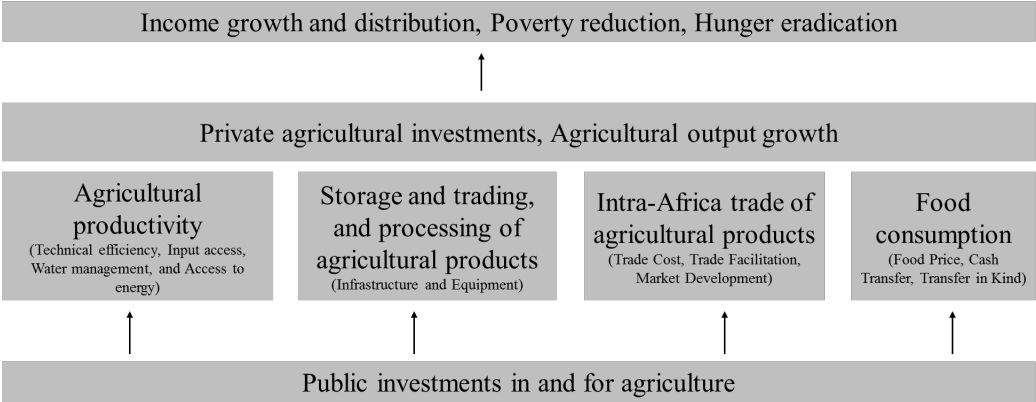 Income growth and distribution, Poverty reduction, Hunger eradication
Private agricultural investments, Agricultural output growth
Agricultural
productivity
(Technical efficiency, Input access,
Water management, and Access to
energy)
Storage and trading,
and processing of
agricultural products
(Infrastructure and Equipment)
Intra-Africa trade of
agricultural products
(Trade Cost, Trade Facilitation,
Market Development)
Food
consumption
(Food Price, Cash
Transfer, Transfer in Kind)
Public investments in and for agriculture